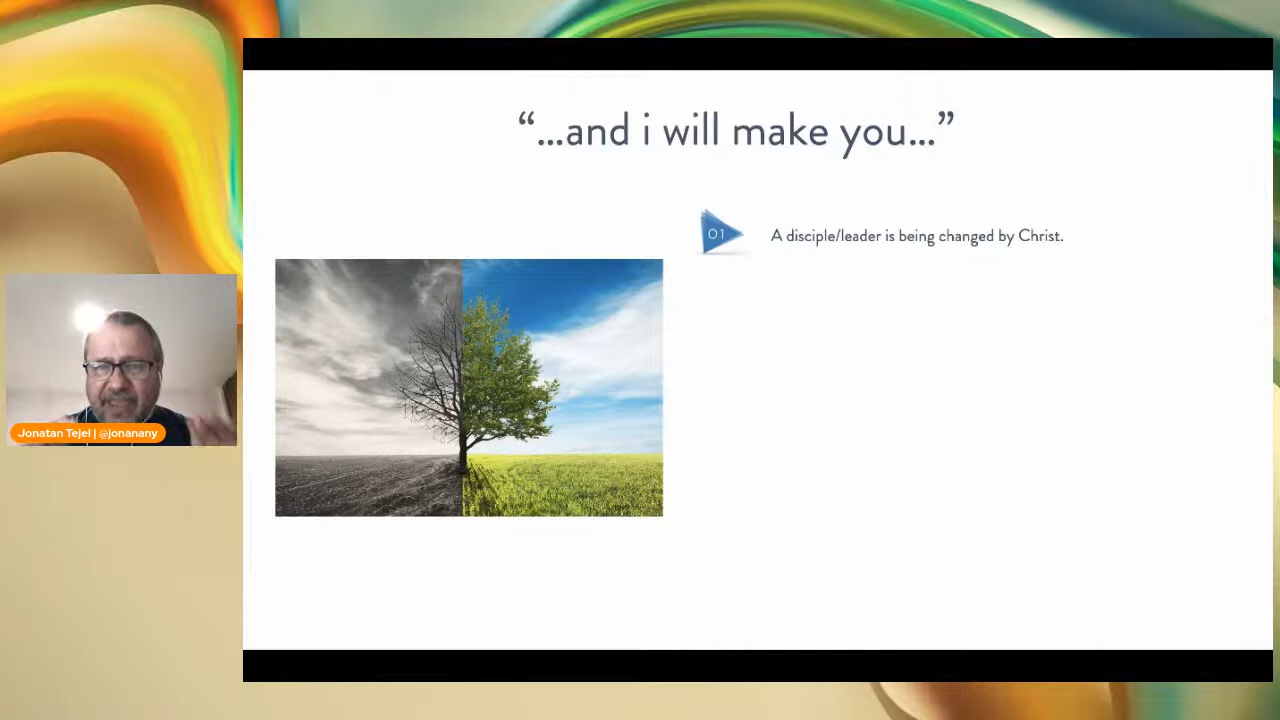 “...and i will make you...”
01
A disciple/leader is being changed by Christ.
Jonatan Tejel | @jonanany